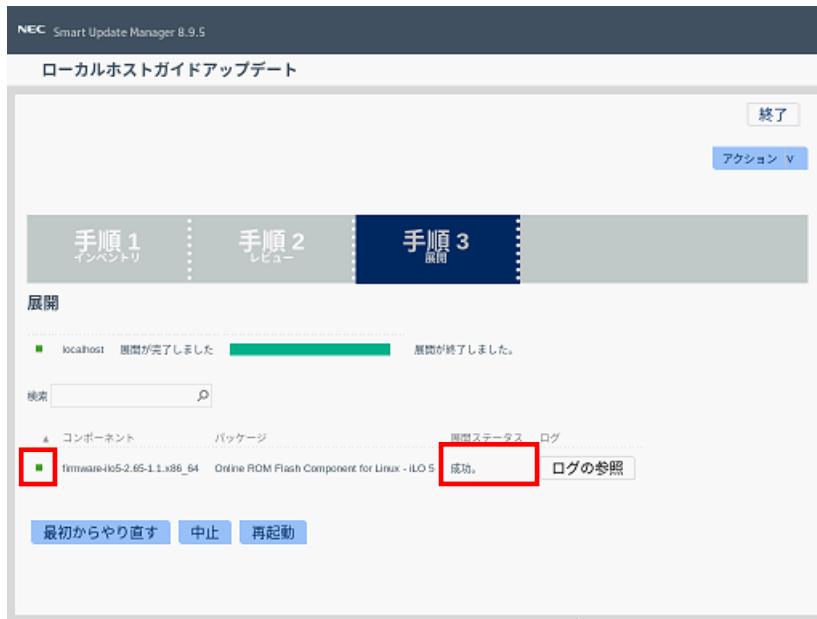 NEC Smart Update Manager 8.9.5
ローカルホストガイドアップデート
終了
アクション ∨
手順 1 手順 2 手順 3
インベントリ レビュー 展開
展開
localhost 展開が完了しました 展開が終了しました。
検索
▲ コンポーネント パッケージ 展開ステータス ログ
firmware-ilo5-2.65-1.1.x86_64 Online ROM Flash Component for Linux - iLO 5 成功。 ログの参照
最初からやり直す 中止 再起動